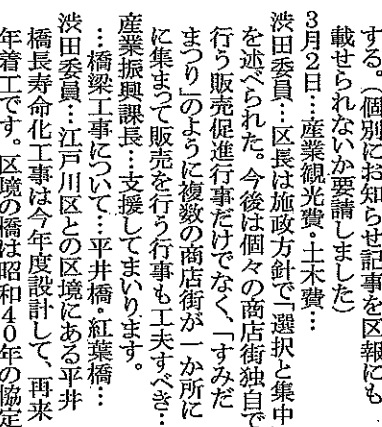 する。（個別にお知らせ記事を区報にも
載せられないか要請しました）
3月2日…産業観光費・土木費…
渋田委員…区長は施政方針で「選択と集中
を述べられた。今後は個々の商店街独自で
行う販売促進行事だけでなく、「すみだ
まつり」のように複数の商店街が一か所に
に集まって販売を行う行事も工夫すべき…
産業振興課長…支援してまいります。
…橋梁工事について…平井橋・紅葉橋…
渋田委員…江戸川区との区境にある平井
橋長寿命化工事は今年度設計して、再来
年着工です。区境の橋は昭和40年の協定